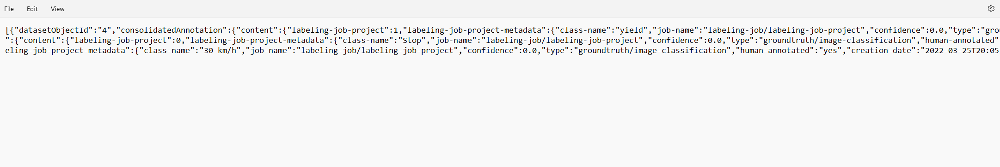 File Edit View
[{"datasetObjectId":"4","consolidatedAnnotation":{"content":{"labeling-job-project":1,"labeling-job-project-metadata":{"class-name":"yield","job-name":"labeling-job/labeling-job-project","confidence":0.0,"type":"gro
":{"content":{"labeling-job-project":0,"labeling-job-project-metadata":{"class-name":"Stop","job-name":"labeling-job/labeling-job-project","confidence":0.0,"type":"groundtruth/image-classification","human-annotated"
eling-job-project-metadata":{"class-name":"30 km/h","job-name":"labeling-job/labeling-job-project","confidence":0.0,"type":"groundtruth/image-classification","human-annotated":"yes","creation-date":"2022-03-25T20:05